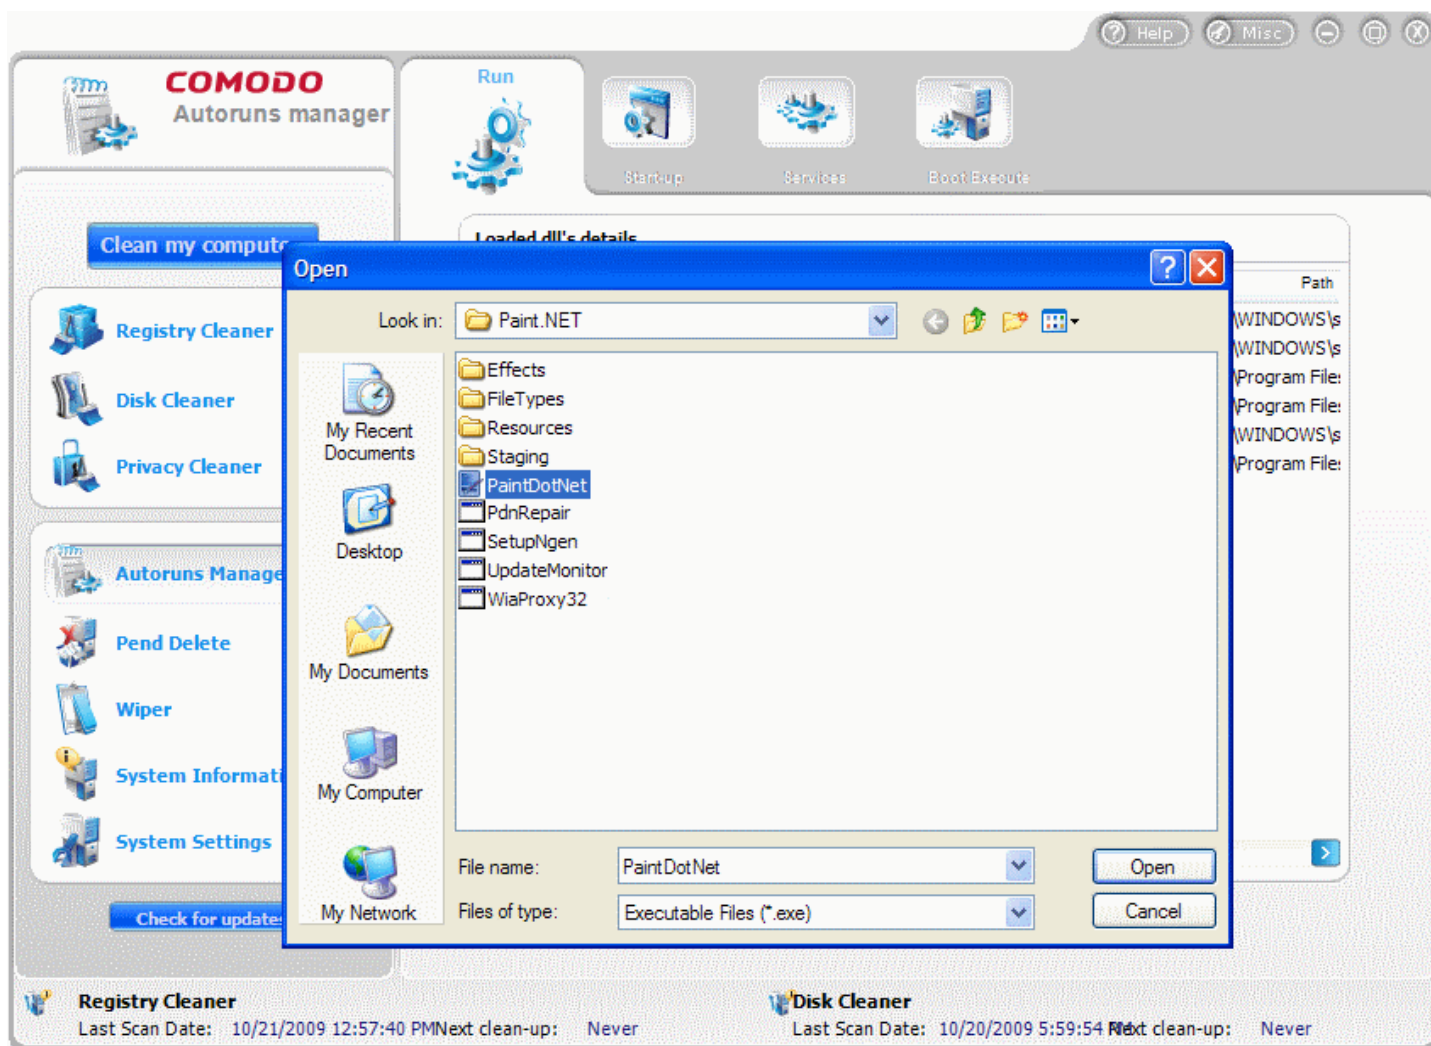 Help
Misc
COMODO
Autoruns manager
Run
Start-up
Services
Boot Execute
Clean my compute
Loaded dll's details
Path
Open
Look in:
Paint.NET
Registry Cleaner
Disk Cleaner
Privacy Cleaner
Autoruns Manage
Pend Delete
Wiper
System Informati
System Settings
Check for update
My Recent
Documents
Desktop
My Documents
My Computer
My Network
Effects
FileTypes
Resources
Staging
PaintDotNet
PdnRepair
SetupNgen
UpdateMonitor
WiaProxy32
\WINDOWS\s
\WINDOWS\s
\Program File
\Program File
\WINDOWS\s
\Program File
File name:
PaintDotNet
Open
Files of type:
Executable Files (*.exe)
Cancel
Registry Cleaner
Last Scan Date: 10/21/2009 12:57:40 PM Next clean-up: Never
Disk Cleaner
Last Scan Date: 10/20/2009 5:59:54 Next clean-up: Never